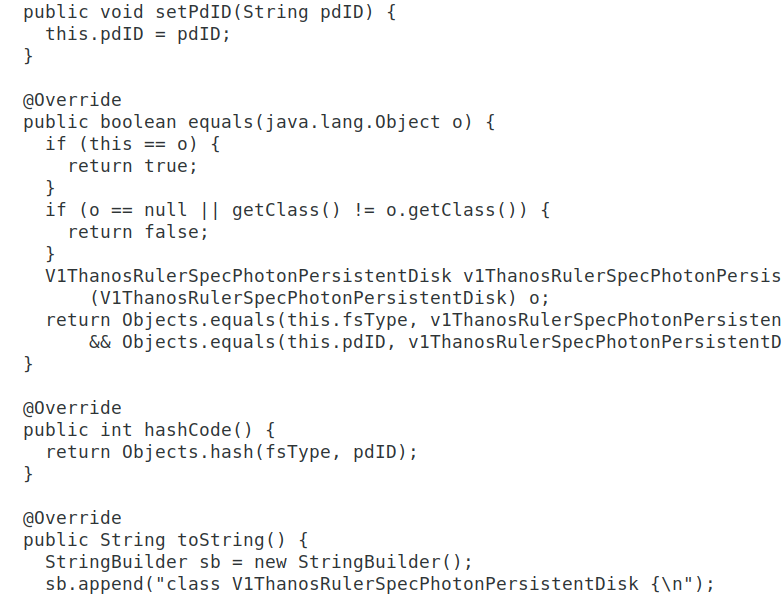 public void setPdID(String pdID) {
this.pdID = pdID;
}
@Override
public boolean equals(java.lang.Object o) {
if (this == o) {
return true;
}
if (o == null || getClass() != o.getClass()) {
return false;
}
V1ThanosRulerSpecPhotonPersistentDisk v1ThanosRulerSpecPhotonPersis
(V1ThanosRulerSpecPhotonPersistentDisk) o;
return Objects.equals(this.fsType, v1ThanosRulerSpecPhotonPersisten
&& Objects.equals(this.pdID, v1ThanosRulerSpecPhotonPersistentD
}
@Override
public int hashCode() {
return Objects.hash(fsType, pdID);
}
@Override
public String toString() {
StringBuilder sb = new StringBuilder();
sb.append("class V1ThanosRulerSpecPhotonPersistentDisk {\n");